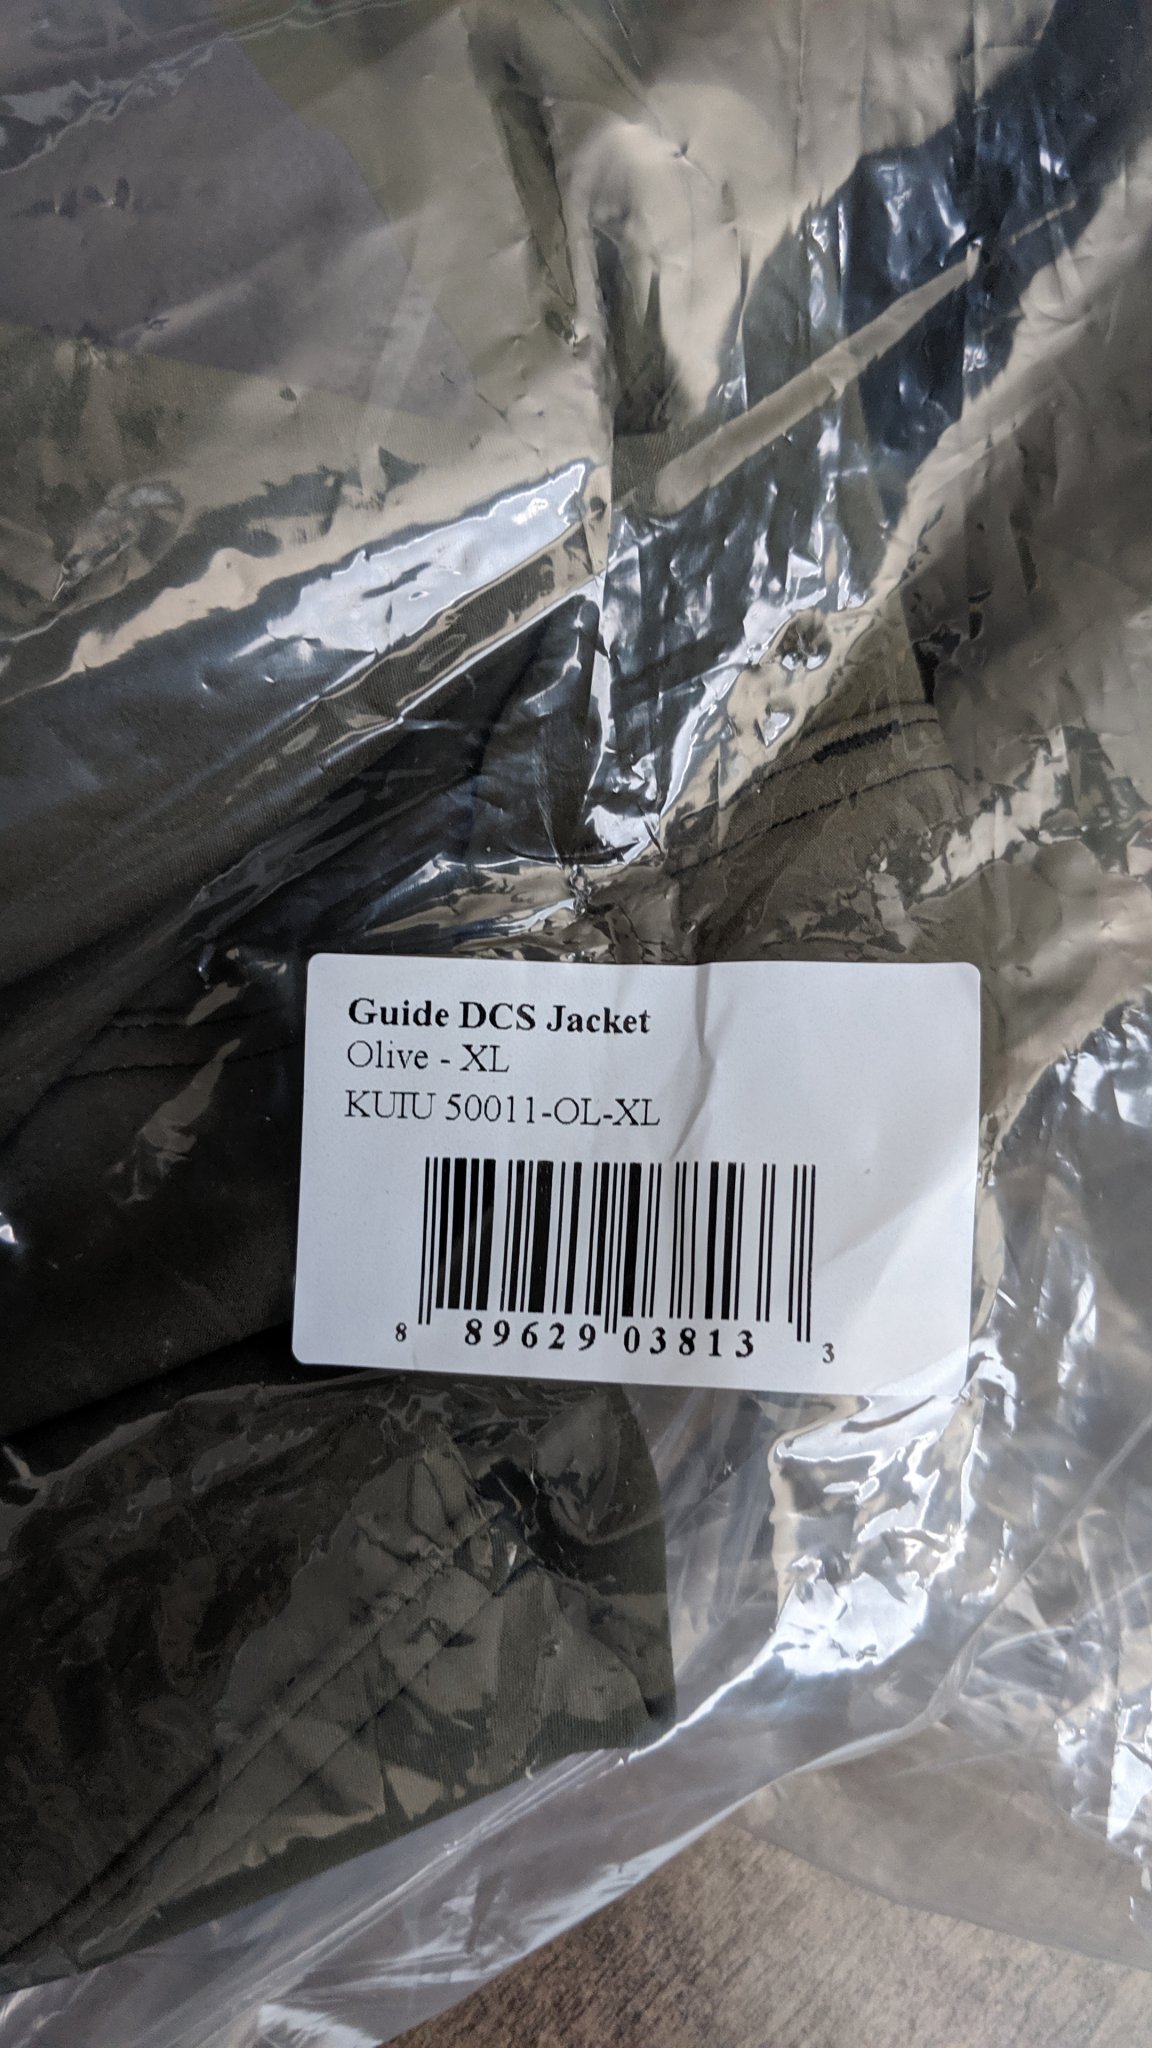 Guide DCS Jacket
Olive - XL
KUIU 50011-OL-XL
8 89629 03813 3